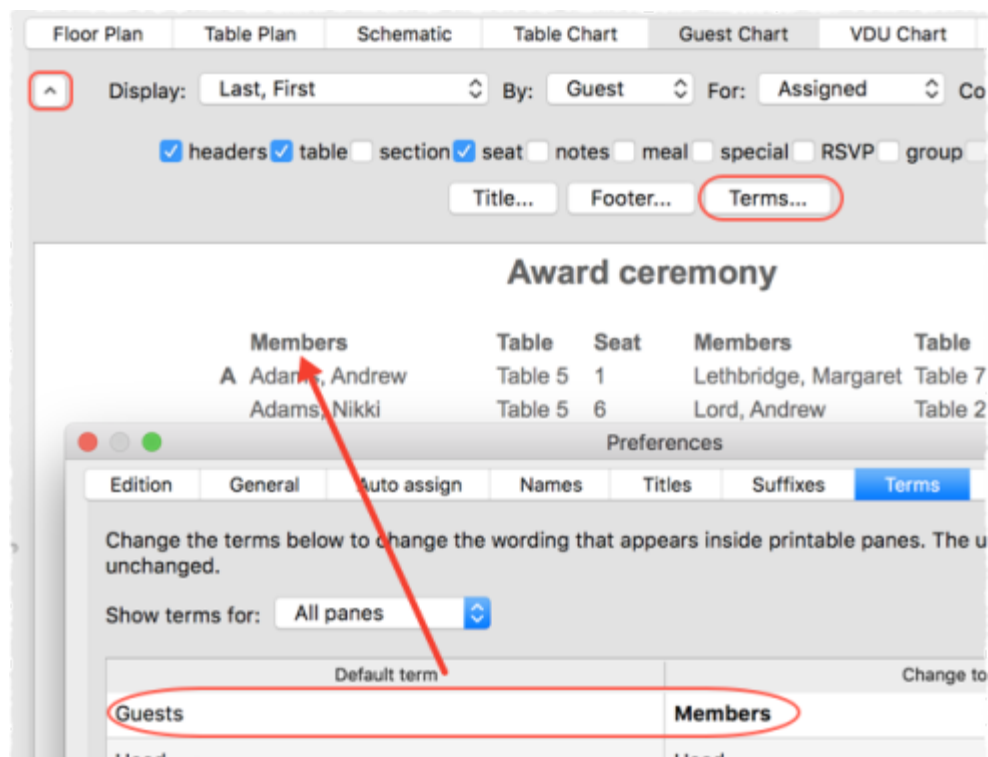 Floor Plan Table Plan Schematic Table Chart Guest Chart VDU Chart
Display: Last, First By: Guest For: Assigned Co
headers table section seat notes meal special RSVP group
Title... Footer... Terms...
Award ceremony
Members Table Seat Members Table
A Adams, Andrew Table 5 1 Lethbridge, Margaret Table 7
Adams, Nikki Table 5 6 Lord, Andrew Table 2
Preferences
Edition General Auto assign Names Titles Suffixes Terms
Change the terms below to change the wording that appears inside printable panes. The u
unchanged.
Show terms for: All panes
Default term Change to
Guests Members